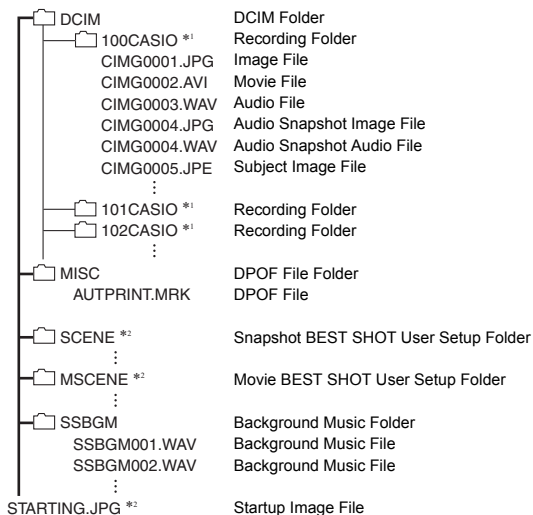 DCIM DCIM Folder
100CASIO *1 Recording Folder
CIMG0001.JPG Image File
CIMG0002.AVI Movie File
CIMG0003.WAV Audio File
CIMG0004.JPG Audio Snapshot Image File
CIMG0004.WAV Audio Snapshot Audio File
CIMG0005.JPE Subject Image File
101CASIO *1 Recording Folder
102CASIO *1 Recording Folder
MISC DPOF File Folder
AUTPRINT.MRK DPOF File
SCENE *2 Snapshot BEST SHOT User Setup Folder
MSCENE *2 Movie BEST SHOT User Setup Folder
SSBGM Background Music Folder
SSBGM001.WAV Background Music File
SSBGM002.WAV Background Music File
STARTING.JPG *2 Startup Image File